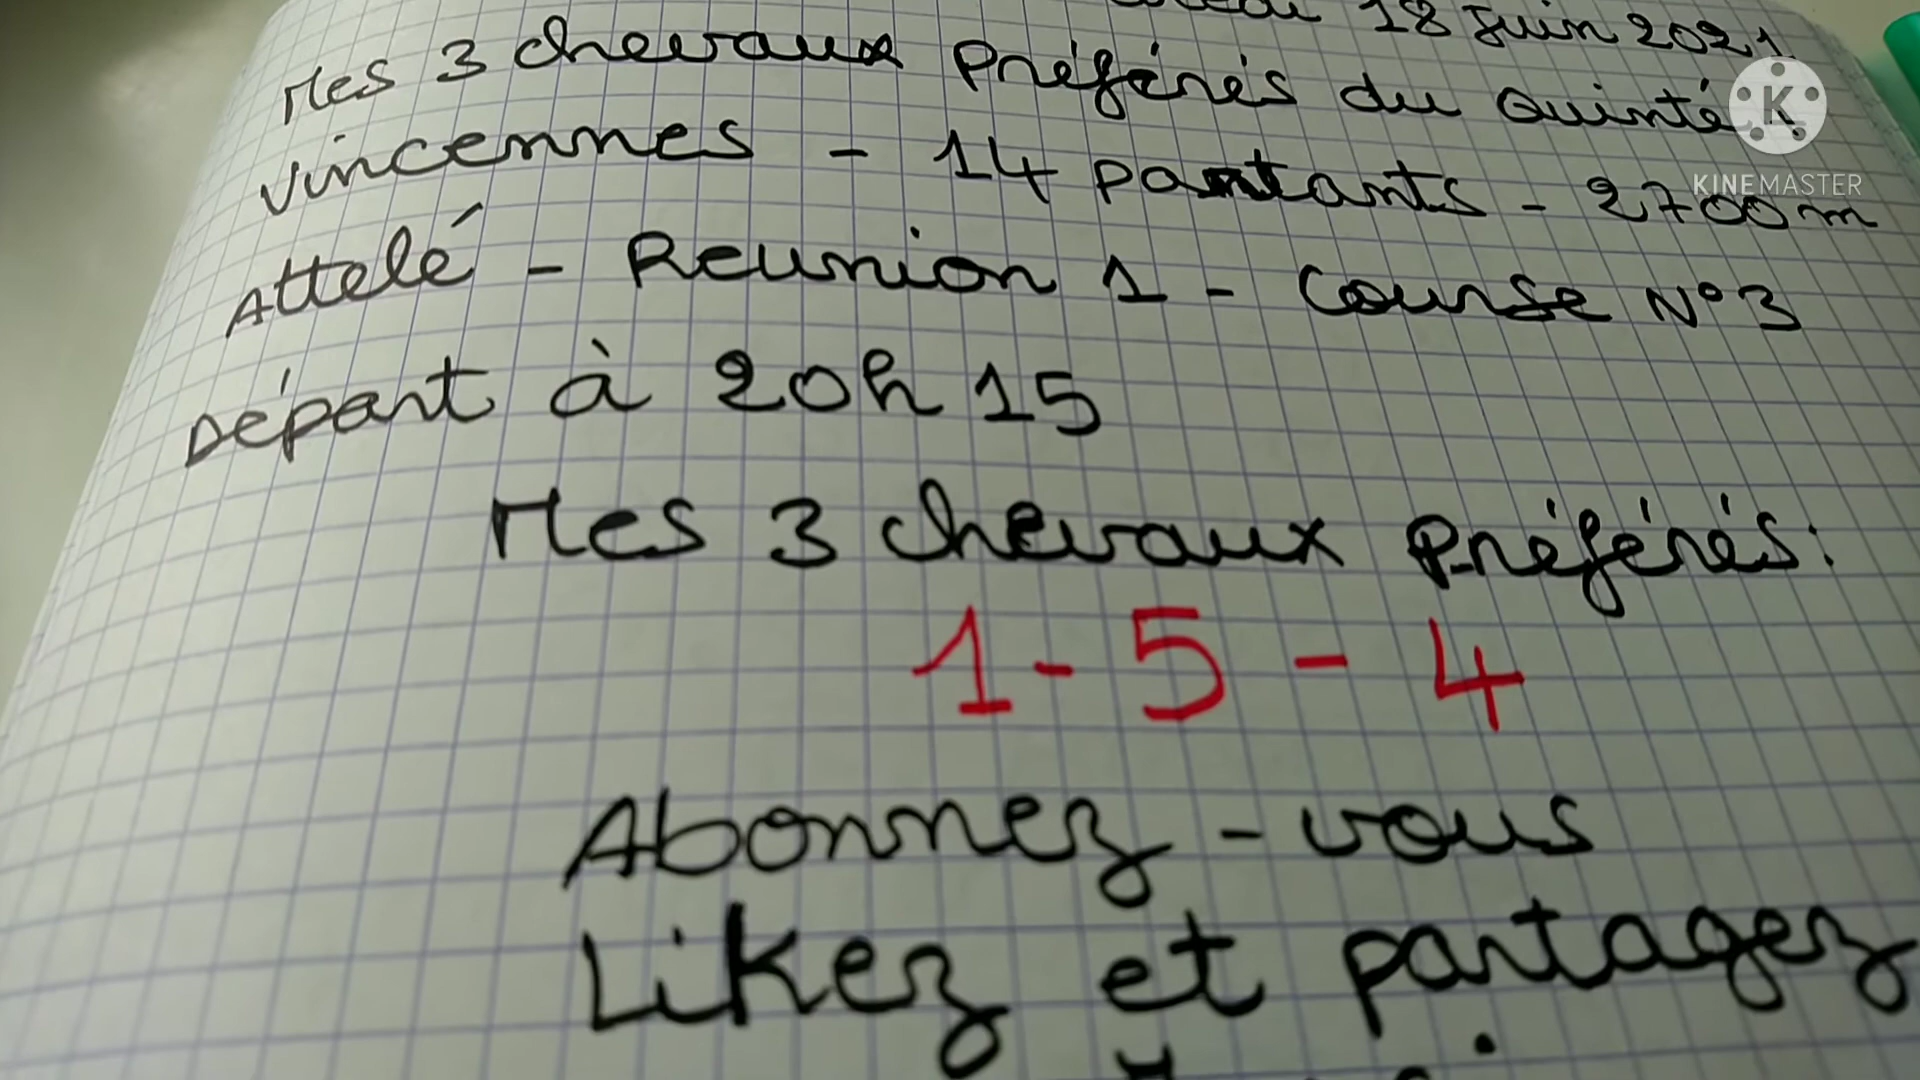 18 Juin 2021
Mes 3 chevaux préférés du Quinté
Vincennes - 14 partants - 2700m
Attelé - Reunion 1 - Course N°3
Départ à 20h15
Mes 3 chevaux préférés:
1-5-4
Abonnez-vous
Likez et partagez
K
KINEMASTER